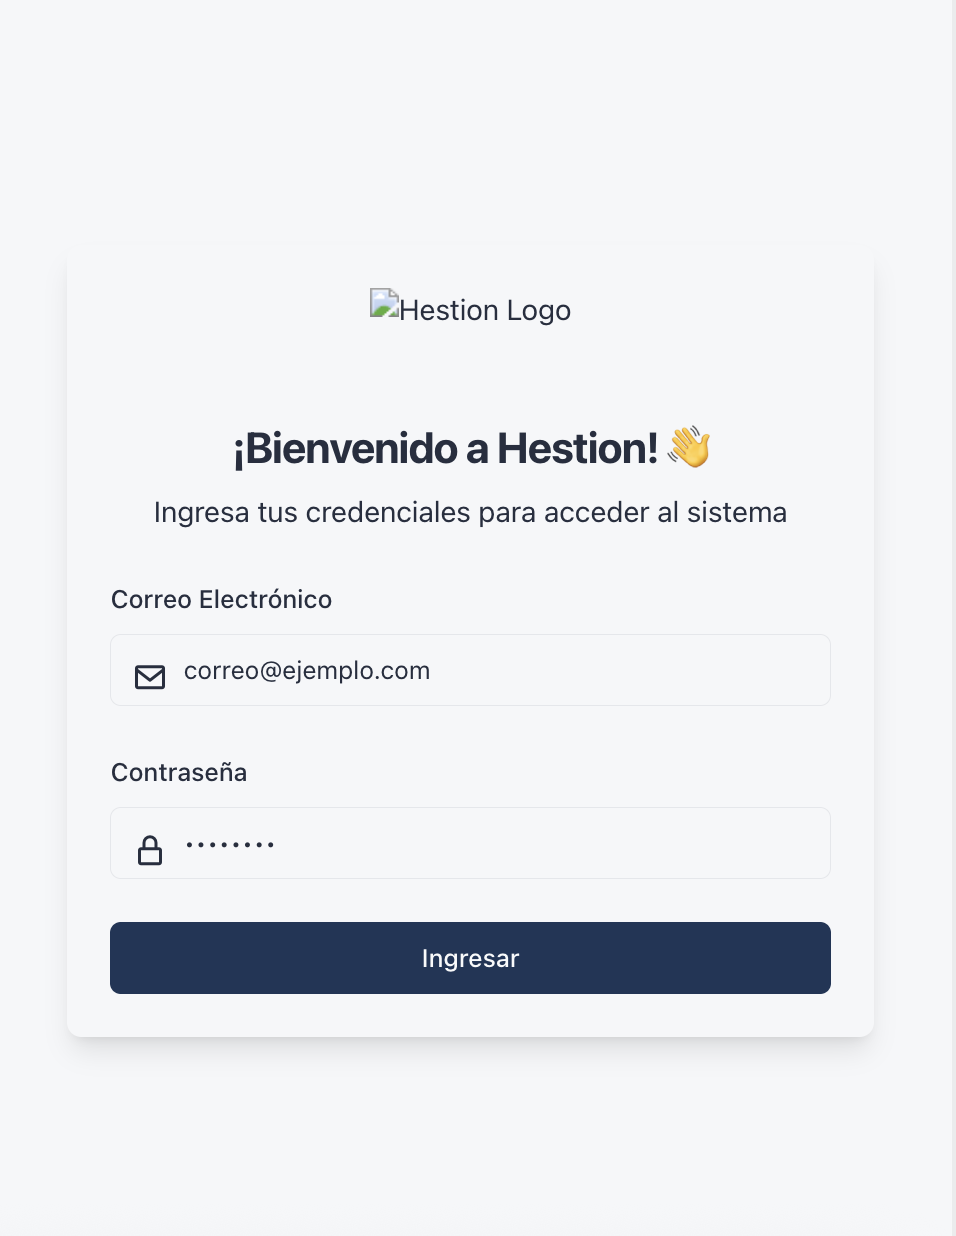 Hestion Logo
¡Bienvenido a Hestion! 👋
Ingresa tus credenciales para acceder al sistema
Correo Electrónico
correo@ejemplo.com
Contraseña
••••••••
Ingresar